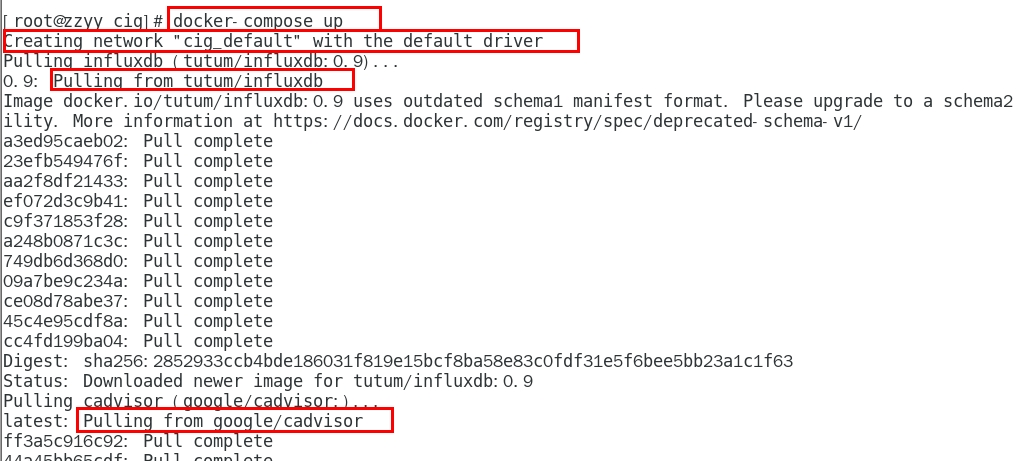 [root@zzyy cig]# docker-compose up
Creating network "cig_default" with the default driver
Pulling influxdb (tutum/influxdb:0.9)...
0.9: Pulling from tutum/influxdb
Image docker.io/tutum/influxdb:0.9 uses outdated schema1 manifest format. Please upgrade to a schema2
ility. More information at https://docs.docker.com/registry/spec/deprecated-schema-v1/
a3ed95caeb02: Pull complete
23efb549476f: Pull complete
aa2f8df21433: Pull complete
ef072d3c9b41: Pull complete
c9f371853f28: Pull complete
a248b0871c3c: Pull complete
749db6d368d0: Pull complete
09a7be9c234a: Pull complete
ce08d78abe37: Pull complete
45c4e95cdf8a: Pull complete
cc4fd199ba04: Pull complete
Digest: sha256:2852933ccb4bde186031f819e15bcf8ba58e83c0fdf31e5f6bee5bb23a1c1f63
Status: Downloaded newer image for tutum/influxdb:0.9
Pulling cadvisor (google/cadvisor:)...
latest: Pulling from google/cadvisor
ff3a5c916c92: Pull complete
44a45bb65cdf: Pull complete